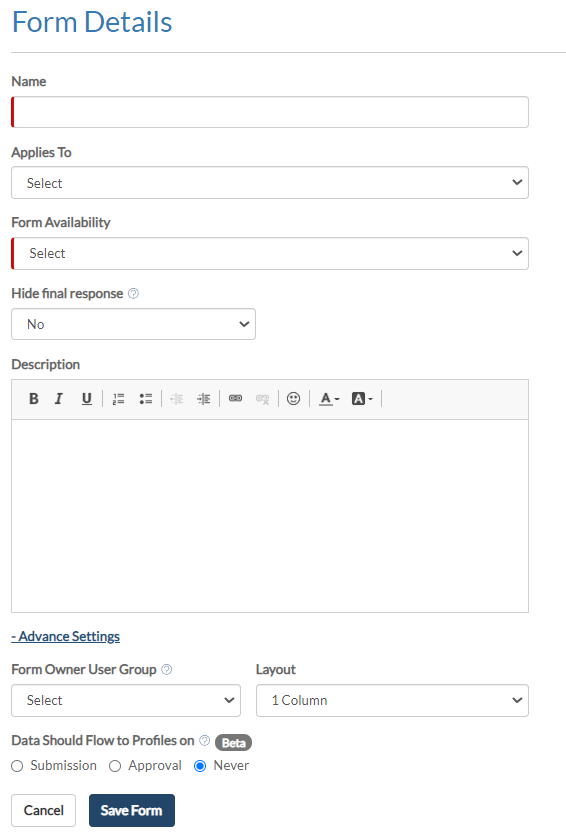 Form Details
Name
Applies To
Select
Form Availability
Select
Hide final response
No
Description
B I U A A
- Advance Settings
Form Owner User Group Layout
Select 1 Column
Data Should Flow to Profiles on Beta
Submission Approval Never
Cancel Save Form